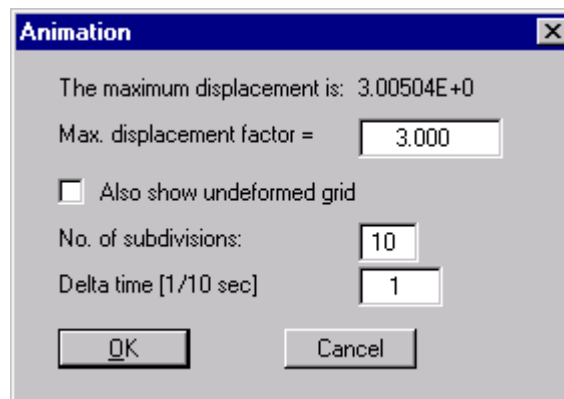 Animation
The maximum displacement is: 3.00504E+0
Max. displacement factor = 3.000
Also show undeformed grid
No. of subdivisions: 10
Delta time [1/10 sec] 1
OK Cancel